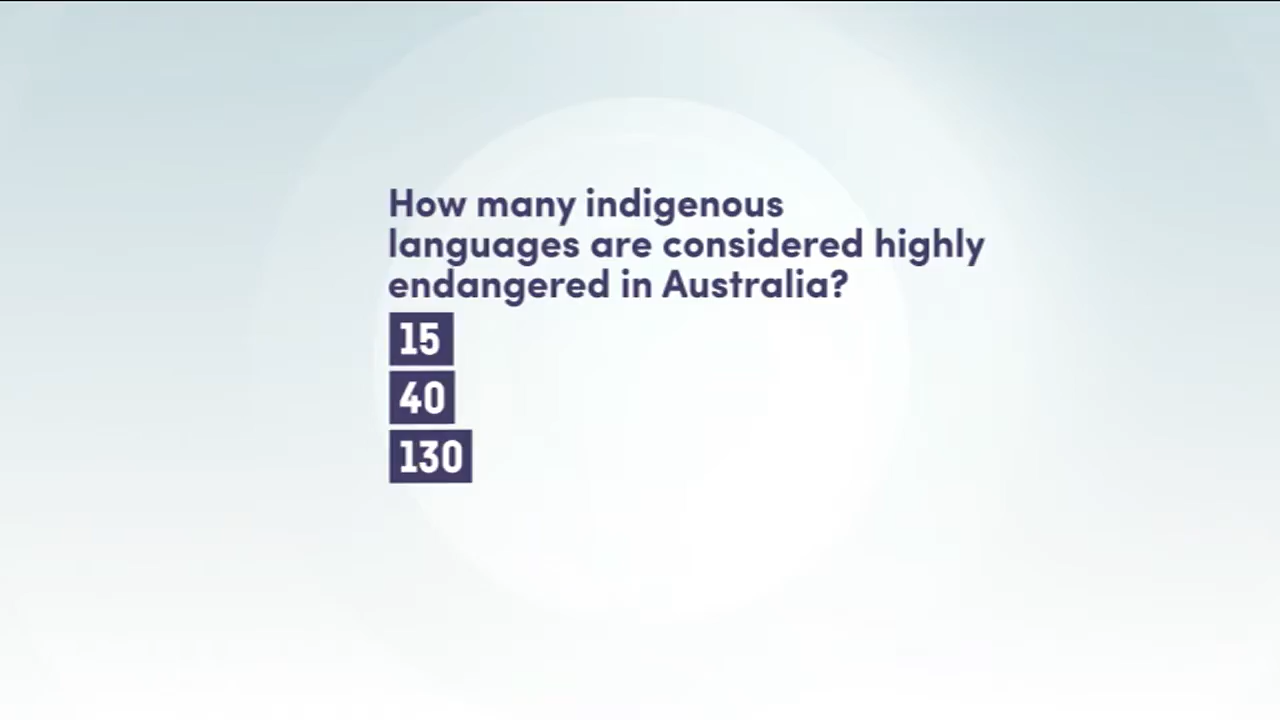 How many indigenous
languages are considered highly
endangered in Australia?
15
40
130